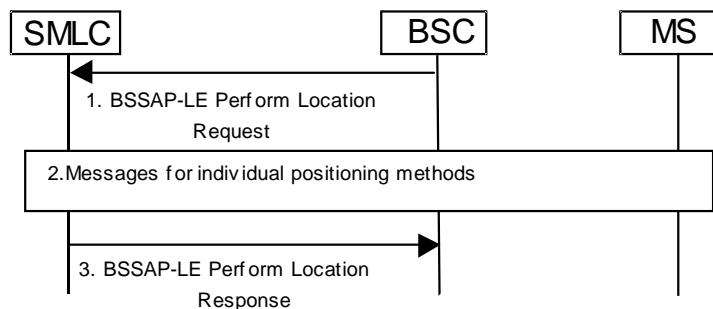 SMLC BSC MS
1. BSSAP-LE Perform Location
Request
2.Messages for individual positioning methods
3. BSSAP-LE Perform Location
Response